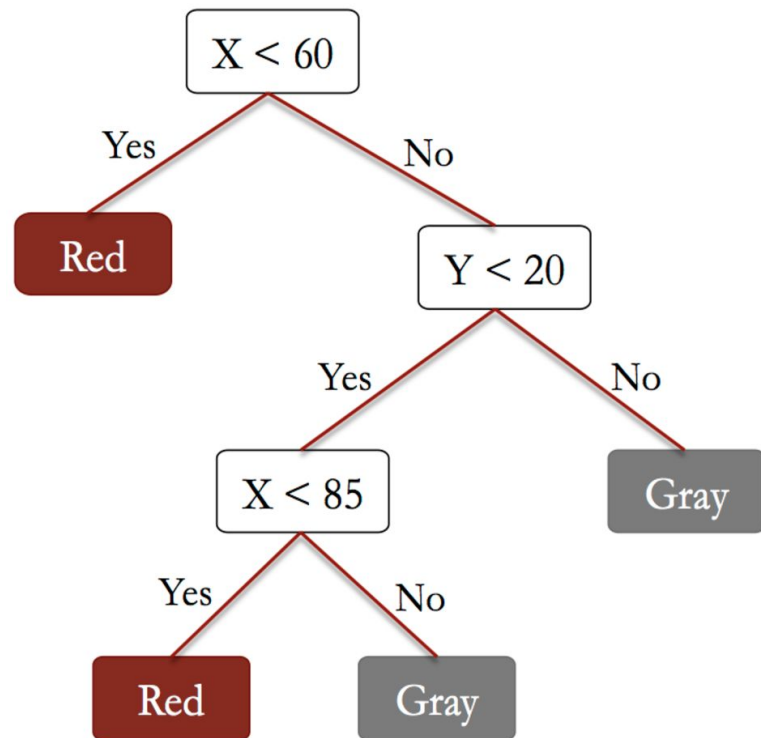 X < 60
Yes
No
Red
Y < 20
Yes
No
X < 85
Gray
Yes
No
Red
Gray